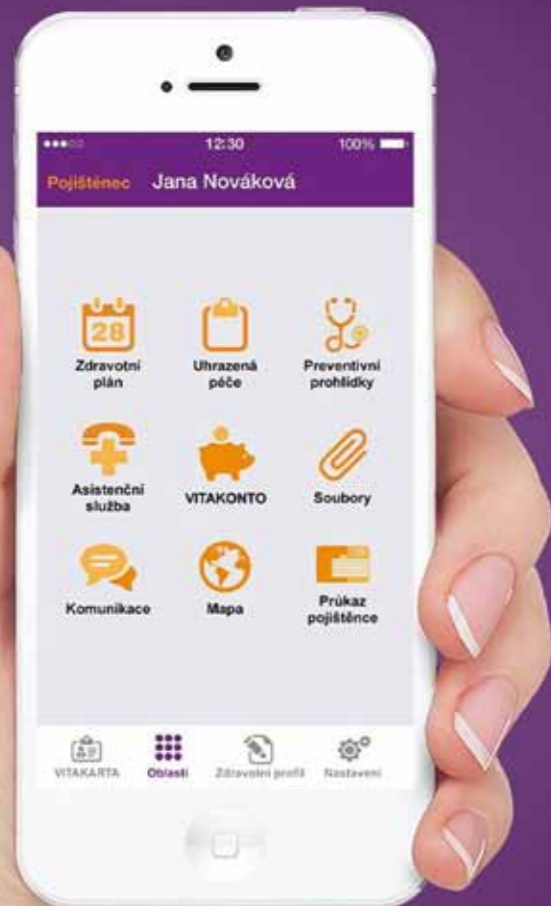 12:30 100%
Pojištěnec Jana Nováková
28
Zdravotní
plán
Uhrazená
péče
Preventivní
prohlídky
Asistenční
služba
VITAKONTO
Soubory
Komunikace
Mapa
Průkaz
pojištěnce
VITAKARTA Oblasti Zdravotní profil Nastavení